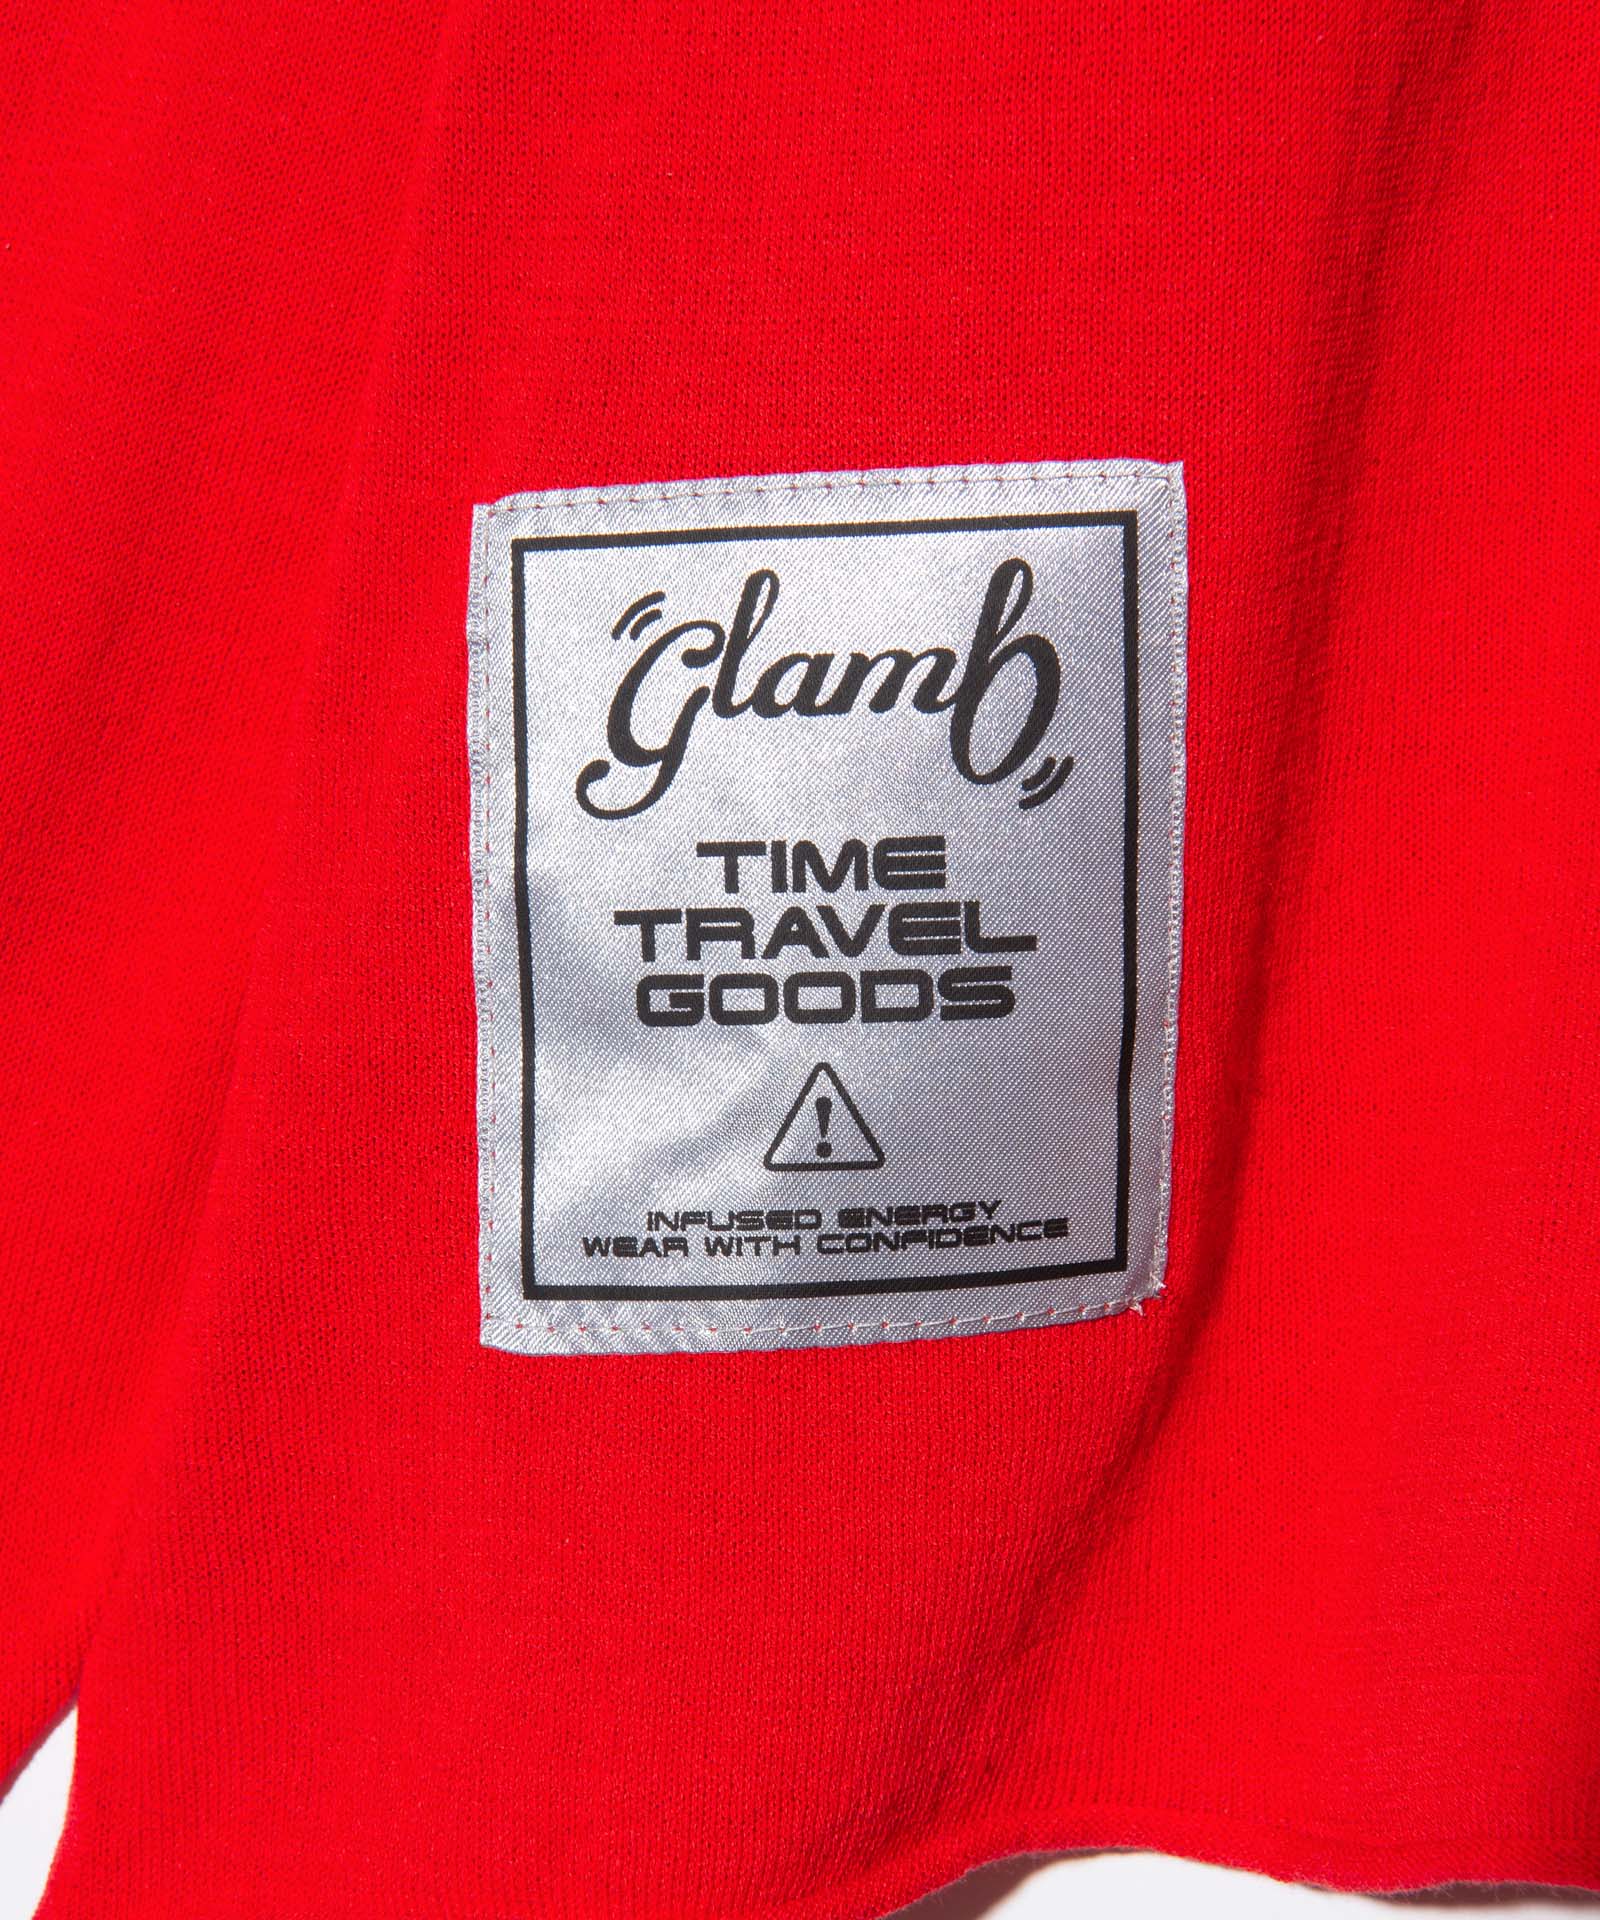 glamb
TIME
TRAVEL
GOODS
INFUSED ENERGY
WEAR WITH CONFIDENCE